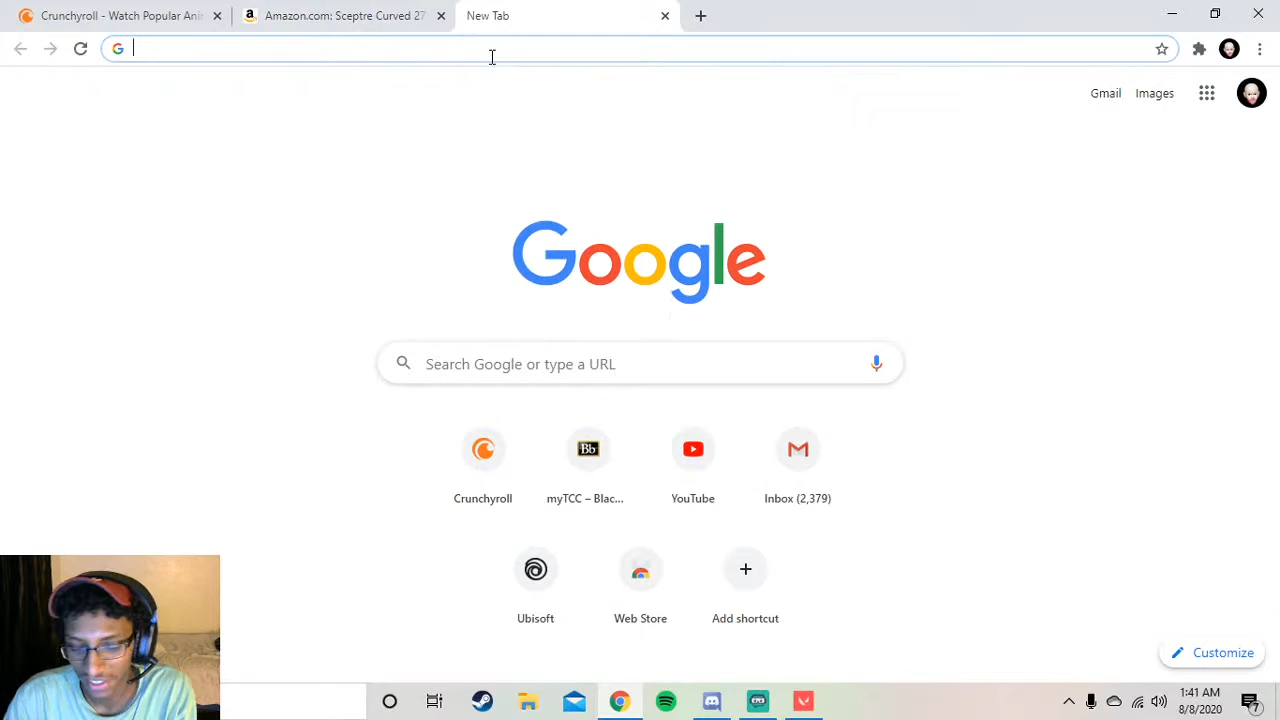 Crunchyroll - Watch Popular Ani
Amazon.com: Sceptre Curved 27
New Tab
Gmail
Images
Google
Search Google or type a URL
Crunchyroll
Bb
myTCC – Blac...
YouTube
Inbox (2,379)
Ubisoft
Web Store
Add shortcut
Customize
1:41 AM
8/8/2020
7